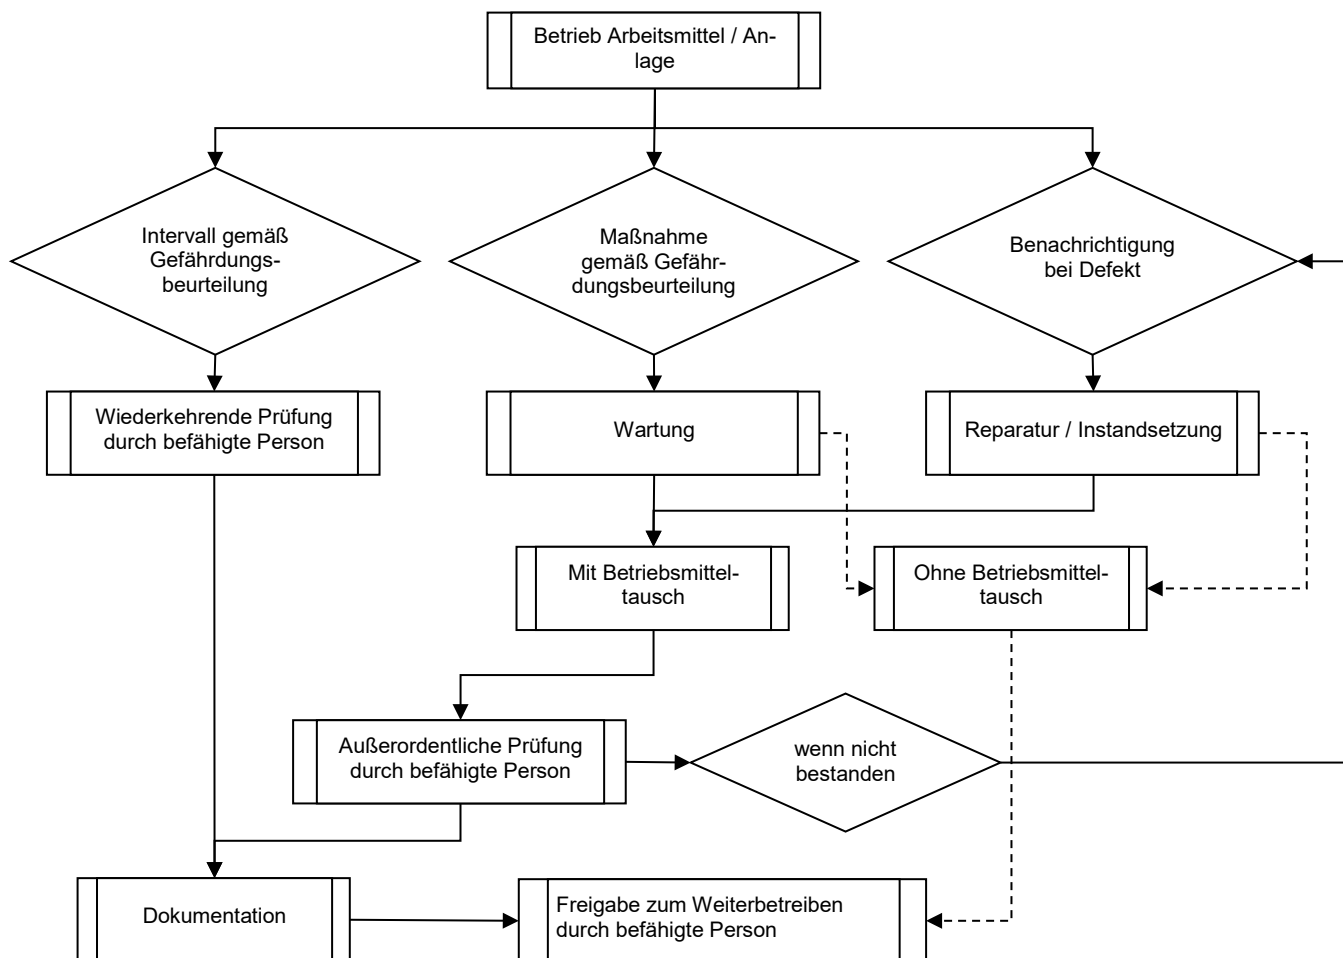 Betrieb Arbeitsmittel / An-
lage
Intervall gemäß
Gefährdungs-
beurteilung
Maßnahme
gemäß Gefähr-
dungsbeurteilung
Benachrichtigung
bei Defekt
Wiederkehrende Prüfung
durch befähigte Person
Wartung
Reparatur / Instandsetzung
Mit Betriebsmittel-
tausch
Ohne Betriebsmittel-
tausch
Außerordentliche Prüfung
durch befähigte Person
wenn nicht
bestanden
Dokumentation
Freigabe zum Weiterbetreiben
durch befähigte Person